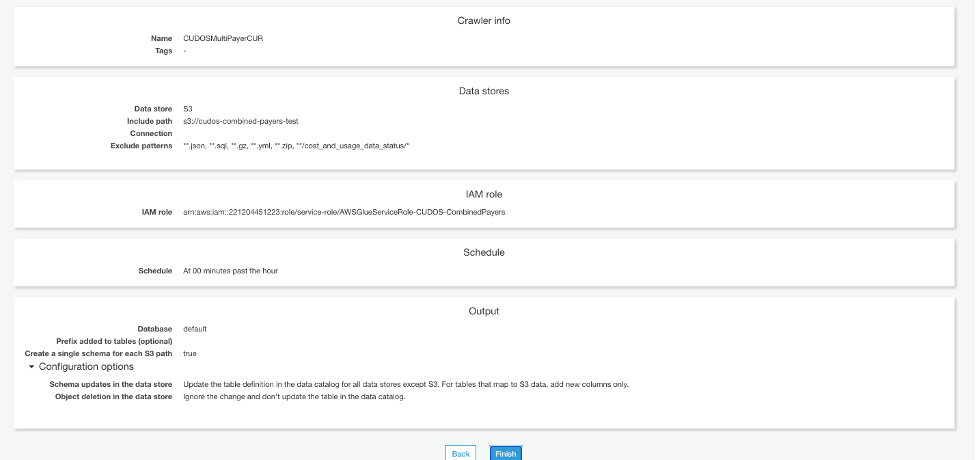 Crawler info
Name CUDOSMultiPayerCUR
Tags -
Data stores
Data store S3
Include path s3://cudos-combined-payers-test
Connection
Exclude patterns **.json, **.sql, **.gz, **.yml, **.zip, **/cost_and_usage_data_status/*
IAM role
IAM role arn:aws:iam::221204451223:role/service-role/AWSGlueServiceRole-CUDOS-CombinedPayers
Schedule
Schedule At 00 minutes past the hour
Output
Database default
Prefix added to tables (optional)
Create a single schema for each S3 path true
Configuration options
Schema updates in the data store Update the table definition in the data catalog for all data stores except S3. For tables that map to S3 data, add new columns only.
Object deletion in the data store Ignore the change and don't update the table in the data catalog.
Back Finish